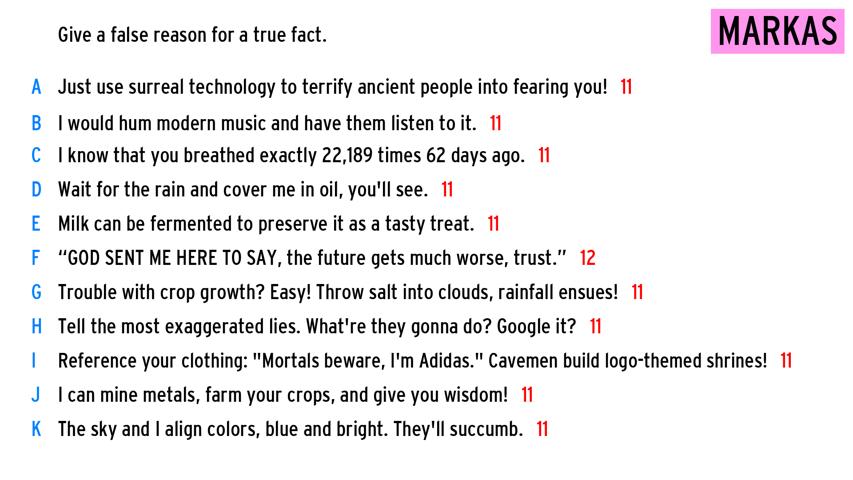 Give a false reason for a true fact.
MARKAS
A Just use surreal technology to terrify ancient people into fearing you! 11
B I would hum modern music and have them listen to it. 11
C I know that you breathed exactly 22,189 times 62 days ago. 11
D Wait for the rain and cover me in oil, you'll see. 11
E Milk can be fermented to preserve it as a tasty treat. 11
F “GOD SENT ME HERE TO SAY, the future gets much worse, trust.” 12
G Trouble with crop growth? Easy! Throw salt into clouds, rainfall ensues! 11
H Tell the most exaggerated lies. What're they gonna do? Google it? 11
I Reference your clothing: "Mortals beware, I'm Adidas." Cavemen build logo-themed shrines! 11
J I can mine metals, farm your crops, and give you wisdom! 11
K The sky and I align colors, blue and bright. They'll succumb. 11